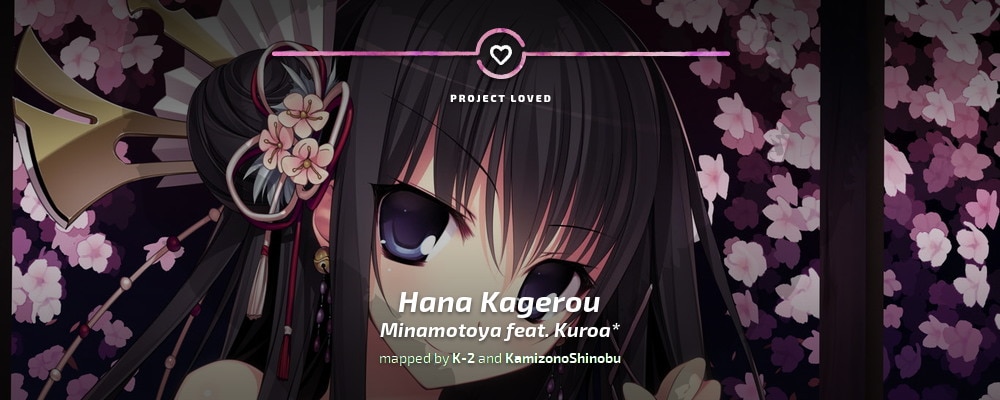 PROJECT LOVED
Hana Kagerou
Minamotoya feat. Kuroa*
mapped by K-2 and KamizonoShinobu